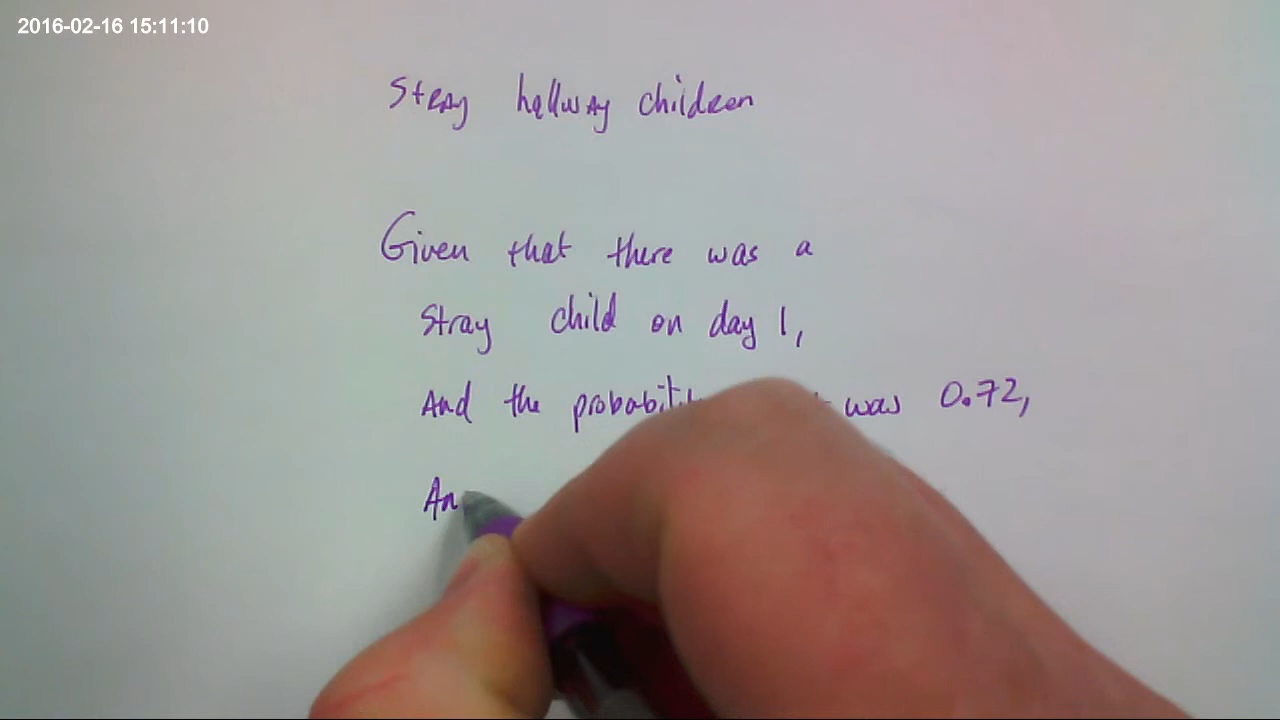 2016-02-16 15:11:10
Stray hallway children
Given that there was a
stray child on day 1,
And the was 0.72,
An